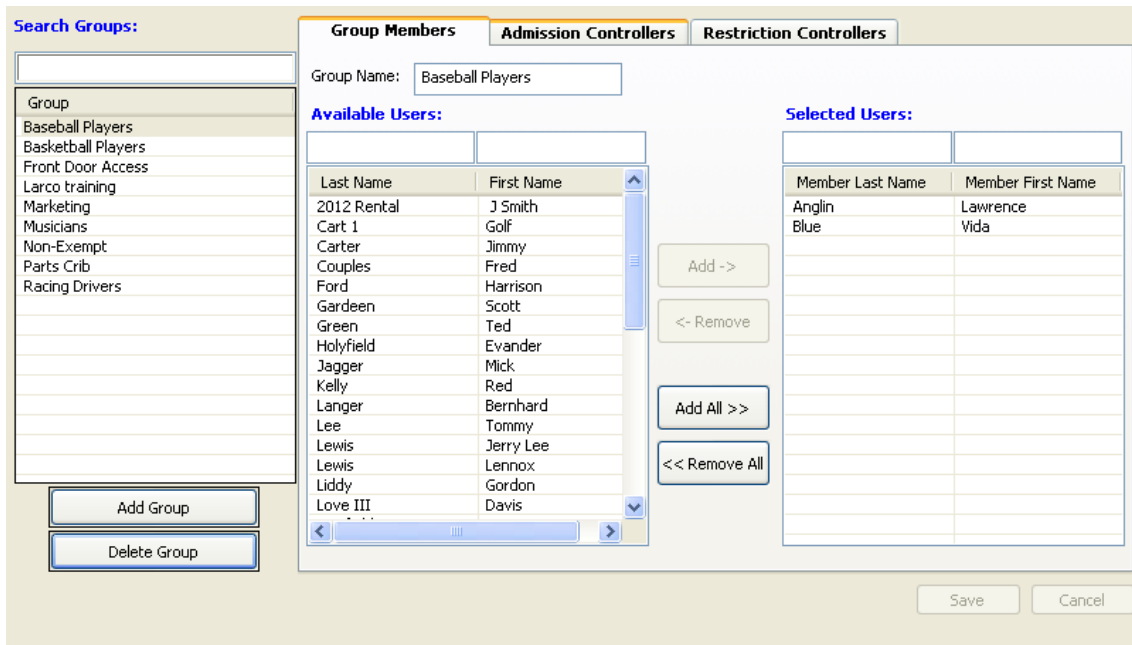 Search Groups:
Group
Baseball Players
Basketball Players
Front Door Access
Larco training
Marketing
Musicians
Non-Exempt
Parts Crib
Racing Drivers
Add Group
Delete Group
Group Members Admission Controllers Restriction Controllers
Group Name: Baseball Players
Available Users:
Last Name First Name
2012 Rental J Smith
Cart 1 Golf
Carter Jimmy
Couples Fred
Ford Harrison
Gardeen Scott
Green Ted
Holyfield Evander
Jagger Mick
Kelly Red
Langer Bernhard
Lee Tommy
Lewis Jerry Lee
Lewis Lennox
Liddy Gordon
Love III Davis
Add ->
<- Remove
Add All >>
<< Remove All
Selected Users:
Member Last Name Member First Name
Anglin Lawrence
Blue Vida
Save Cancel